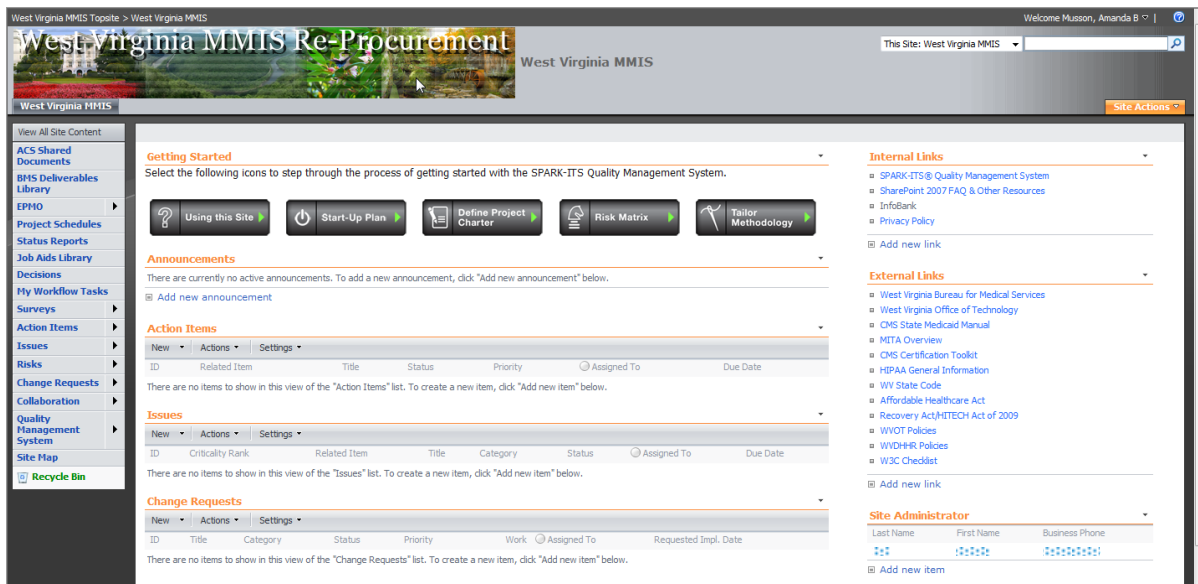 West Virginia MMIS Topsite > West Virginia MMIS
Welcome Musson, Amanda B
West Virginia MMIS Re-Procurement
West Virginia MMIS
This Site: West Virginia MMIS
West Virginia MMIS
Site Actions
View All Site Content
ACS Shared
Documents
BMS Deliverables
Library
EPMO
Project Schedules
Status Reports
Job Aids Library
Decisions
My Workflow Tasks
Surveys
Action Items
Issues
Risks
Change Requests
Collaboration
Quality
Management
System
Site Map
Recycle Bin
Getting Started
Select the following icons to step through the process of getting started with the SPARK-ITS Quality Management System.
Using this Site
Start-Up Plan
Define Project
Charter
Risk Matrix
Tailor
Methodology
Announcements
There are currently no active announcements. To add a new announcement, click "Add new announcement" below.
Add new announcement
Action Items
New Actions Settings
ID Related Item Title Status Priority Assigned To Due Date
There are no items to show in this view of the "Action Items" list. To create a new item, click "Add new item" below.
Issues
New Actions Settings
ID Criticality Rank Related Item Title Category Status Assigned To Due Date
There are no items to show in this view of the "Issues" list. To create a new item, click "Add new item" below.
Change Requests
New Actions Settings
ID Title Category Status Priority Work Assigned To Requested Impl. Date
There are no items to show in this view of the "Change Requests" list. To create a new item, click "Add new item" below.
Internal Links
SPARK-ITS® Quality Management System
SharePoint 2007 FAQ & Other Resources
InfoBank
Privacy Policy
Add new link
External Links
West Virginia Bureau for Medical Services
West Virginia Office of Technology
CMS State Medicaid Manual
MITA Overview
CMS Certification Toolkit
HIPAA General Information
WV State Code
Affordable Healthcare Act
Recovery Act/HITECH Act of 2009
WVOT Policies
WVDHHR Policies
W3C Checklist
Add new link
Site Administrator
Last Name First Name Business Phone
Add new item